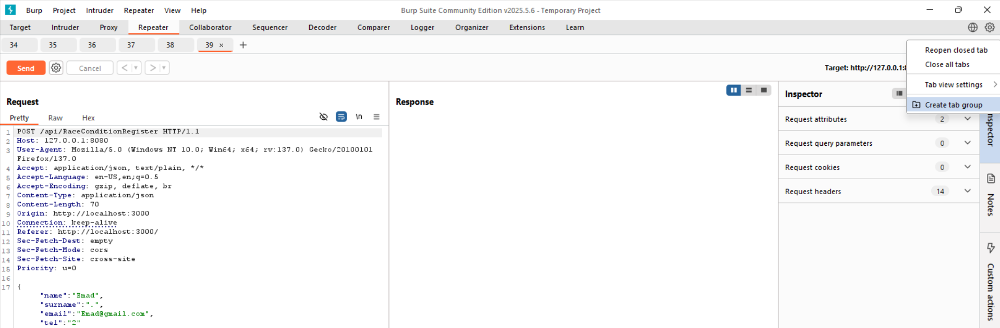 Burp Project Intruder Repeater View Help Burp Suite Community Edition v2025.5.6 - Temporary Project
Target Intruder Proxy Repeater Collaborator Sequencer Decoder Comparer Logger Organizer Extensions Learn
34 35 36 37 38 39 × +
Reopen closed tab
Close all tabs
Tab view settings
Create tab group
Send Cancel < > Target: http://127.0.0.1:8
Request
Pretty Raw Hex \n
1 POST /api/RaceConditionRegister HTTP/1.1
2 Host: 127.0.0.1:8080
3 User-Agent: Mozilla/5.0 (Windows NT 10.0; Win64; x64; rv:137.0) Gecko/20100101
Firefox/137.0
4 Accept: application/json, text/plain, */*
5 Accept-Language: en-US,en;q=0.5
6 Accept-Encoding: gzip, deflate, br
7 Content-Type: application/json
8 Content-Length: 70
9 Origin: http://localhost:3000
10 Connection: keep-alive
11 Referer: http://localhost:3000/
12 Sec-Fetch-Dest: empty
13 Sec-Fetch-Mode: cors
14 Sec-Fetch-Site: cross-site
15 Priority: u=0
16
17 {
"name":"Emad",
"surname":".",
"email":"Emad@gmail.com",
"tel":"2"
Response
Inspector
Request attributes 2
Request query parameters 0
Request cookies 0
Request headers 14
nspector
Notes
Custom actions